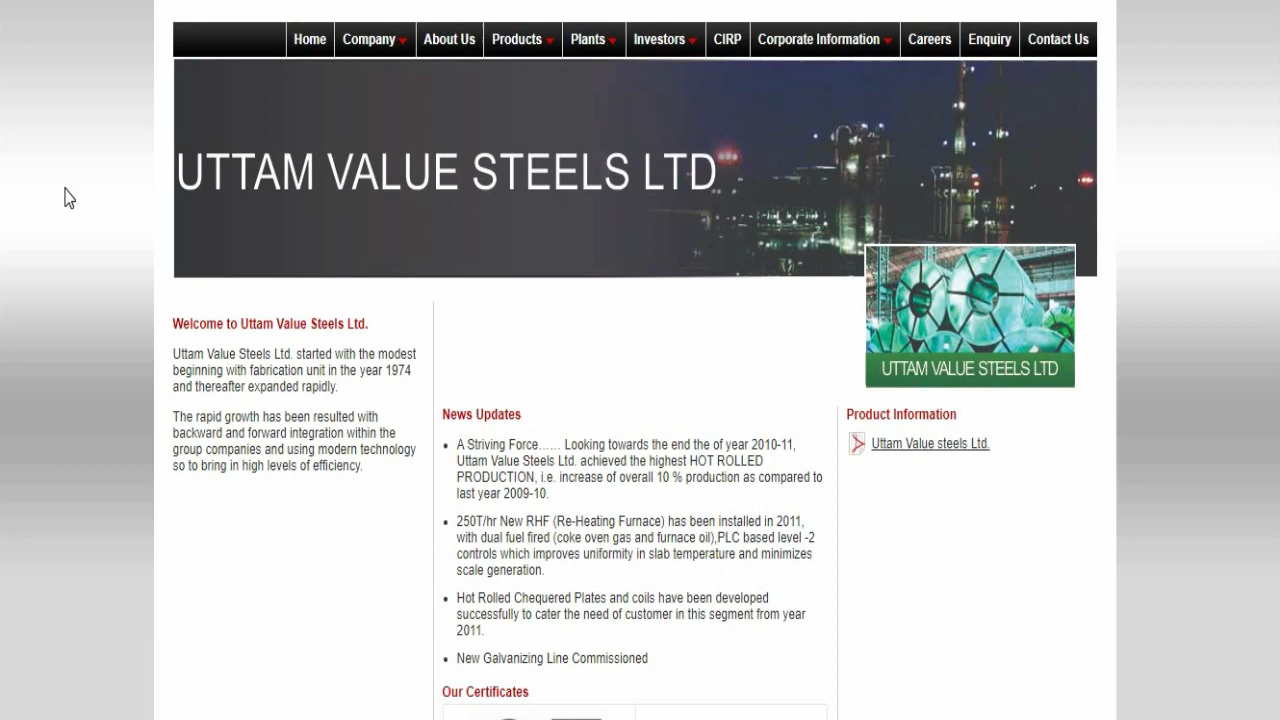 Home Company About Us Products Plants Investors CIRP Corporate Information Careers Enquiry Contact Us
UTTAM VALUE STEELS LTD
UTTAM VALUE STEELS LTD
Welcome to Uttam Value Steels Ltd.
Uttam Value Steels Ltd. started with the modest
beginning with fabrication unit in the year 1974
and thereafter expanded rapidly.
The rapid growth has been resulted with
backward and forward integration within the
group companies and using modern technology
so to bring in high levels of efficiency.
News Updates
A Striving Force…… Looking towards the end the of year 2010-11,
Uttam Value Steels Ltd. achieved the highest HOT ROLLED
PRODUCTION, i.e. increase of overall 10 % production as compared to
last year 2009-10.
250T/hr New RHF (Re-Heating Furnace) has been installed in 2011,
with dual fuel fired (coke oven gas and furnace oil),PLC based level -2
controls which improves uniformity in slab temperature and minimizes
scale generation.
Hot Rolled Chequered Plates and coils have been developed
successfully to cater the need of customer in this segment from year
2011.
New Galvanizing Line Commissioned
Our Certificates
Product Information
Uttam Value steels Ltd.